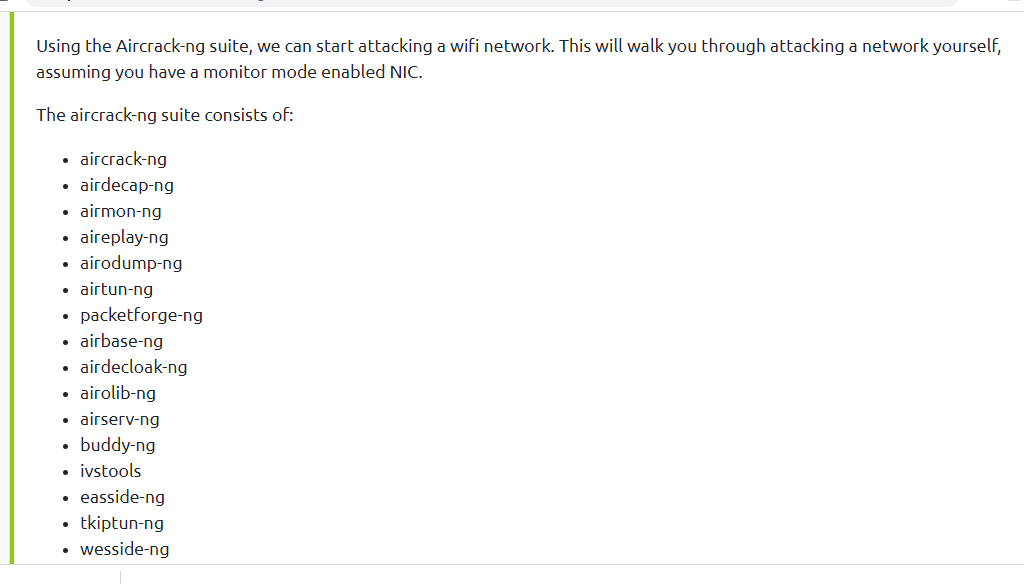 Using the Aircrack-ng suite, we can start attacking a wifi network. This will walk you through attacking a network yourself,
assuming you have a monitor mode enabled NIC.
The aircrack-ng suite consists of:
• aircrack-ng
• airdecap-ng
• airmon-ng
• aireplay-ng
• airodump-ng
• airtun-ng
• packetforge-ng
• airbase-ng
• airdecloak-ng
• airolib-ng
• airserv-ng
• buddy-ng
• ivstools
• easside-ng
• tkiptun-ng
• wesside-ng